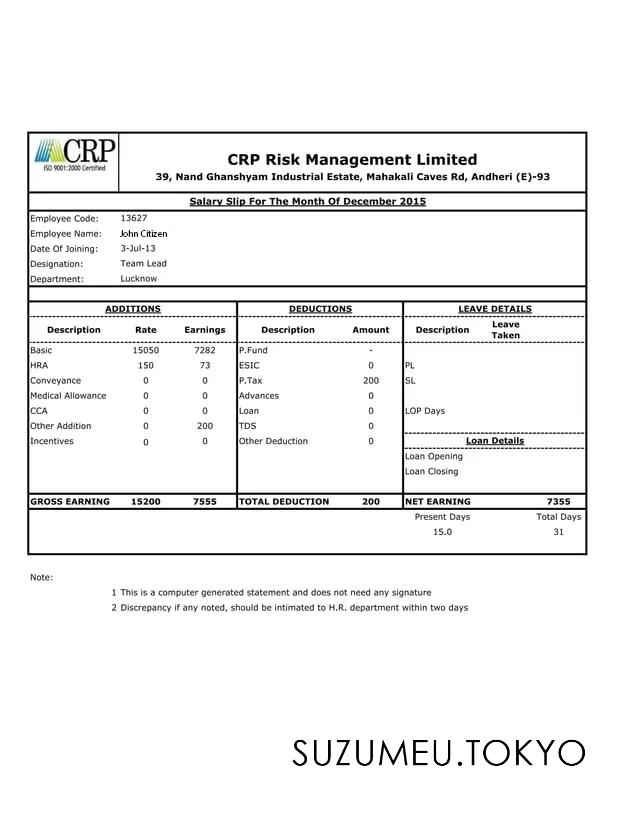 CRP
ISO 9001:2000 Certified
CRP Risk Management Limited
39, Nand Ghanshyam Industrial Estate, Mahakali Caves Rd, Andheri (E)-93
Salary Slip For The Month Of December 2015
Employee Code: 13627
Employee Name: John Citizen
Date Of Joining: 3-Jul-13
Designation: Team Lead
Department: Lucknow
ADDITIONS DEDUCTIONS LEAVE DETAILS
Description Rate Earnings Description Amount Description Leave Taken
Basic 15050 7282 P.Fund -
HRA 150 73 ESIC 0 PL
Conveyance 0 0 P.Tax 200 SL
Medical Allowance 0 0 Advances 0
CCA 0 0 Loan 0 LOP Days
Other Addition 0 200 TDS 0
Incentives 0 0 Other Deduction 0 Loan Details
Loan Opening
Loan Closing
GROSS EARNING 15200 7555 TOTAL DEDUCTION 200 NET EARNING 7355
Present Days Total Days
15.0 31
Note:
1 This is a computer generated statement and does not need any signature
2 Discrepancy if any noted, should be intimated to H.R. department within two days
SUZUMEU.TOKYO